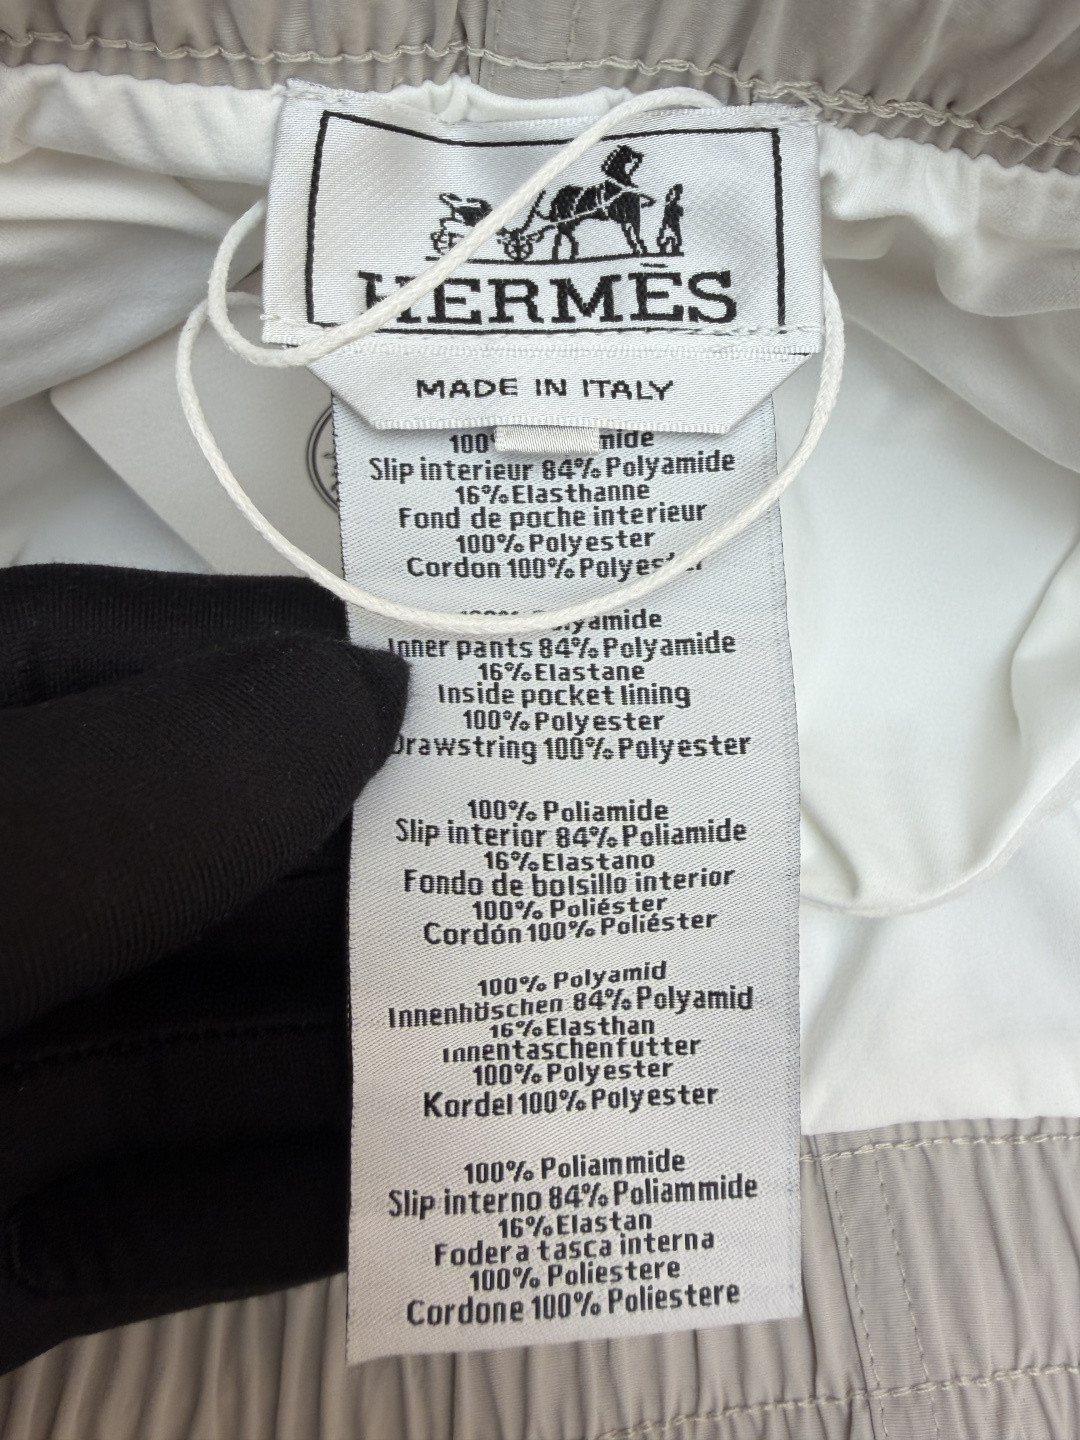 HERMÈS
MADE IN ITALY
100%
Slip interieur 84% Polyamide
16% Elasthanne
Fond de poche interieur
100% Polyester
Cordon 100%
Inner pants 84% Polyamide
16% Elastane
Inside pocket lining
100% Polyester
Drawstring 100% Polyester
100% Poliamide
Slip interior 84% Poliamide
16% Elastano
Fondo de bolsillo interior
100% Poliéster
Cordón 100% Poliéster
100% Polyamid
Innenhöschen 84% Polyamid
16% Elasthan
Innentaschenfutter
100% Polyester
Kordel 100% Polyester
100% Poliammide
Slip interno 84% Poliammide
16% Elastan
Fodera tasca interna
100% Poliestere
Cordone 100% Poliestere